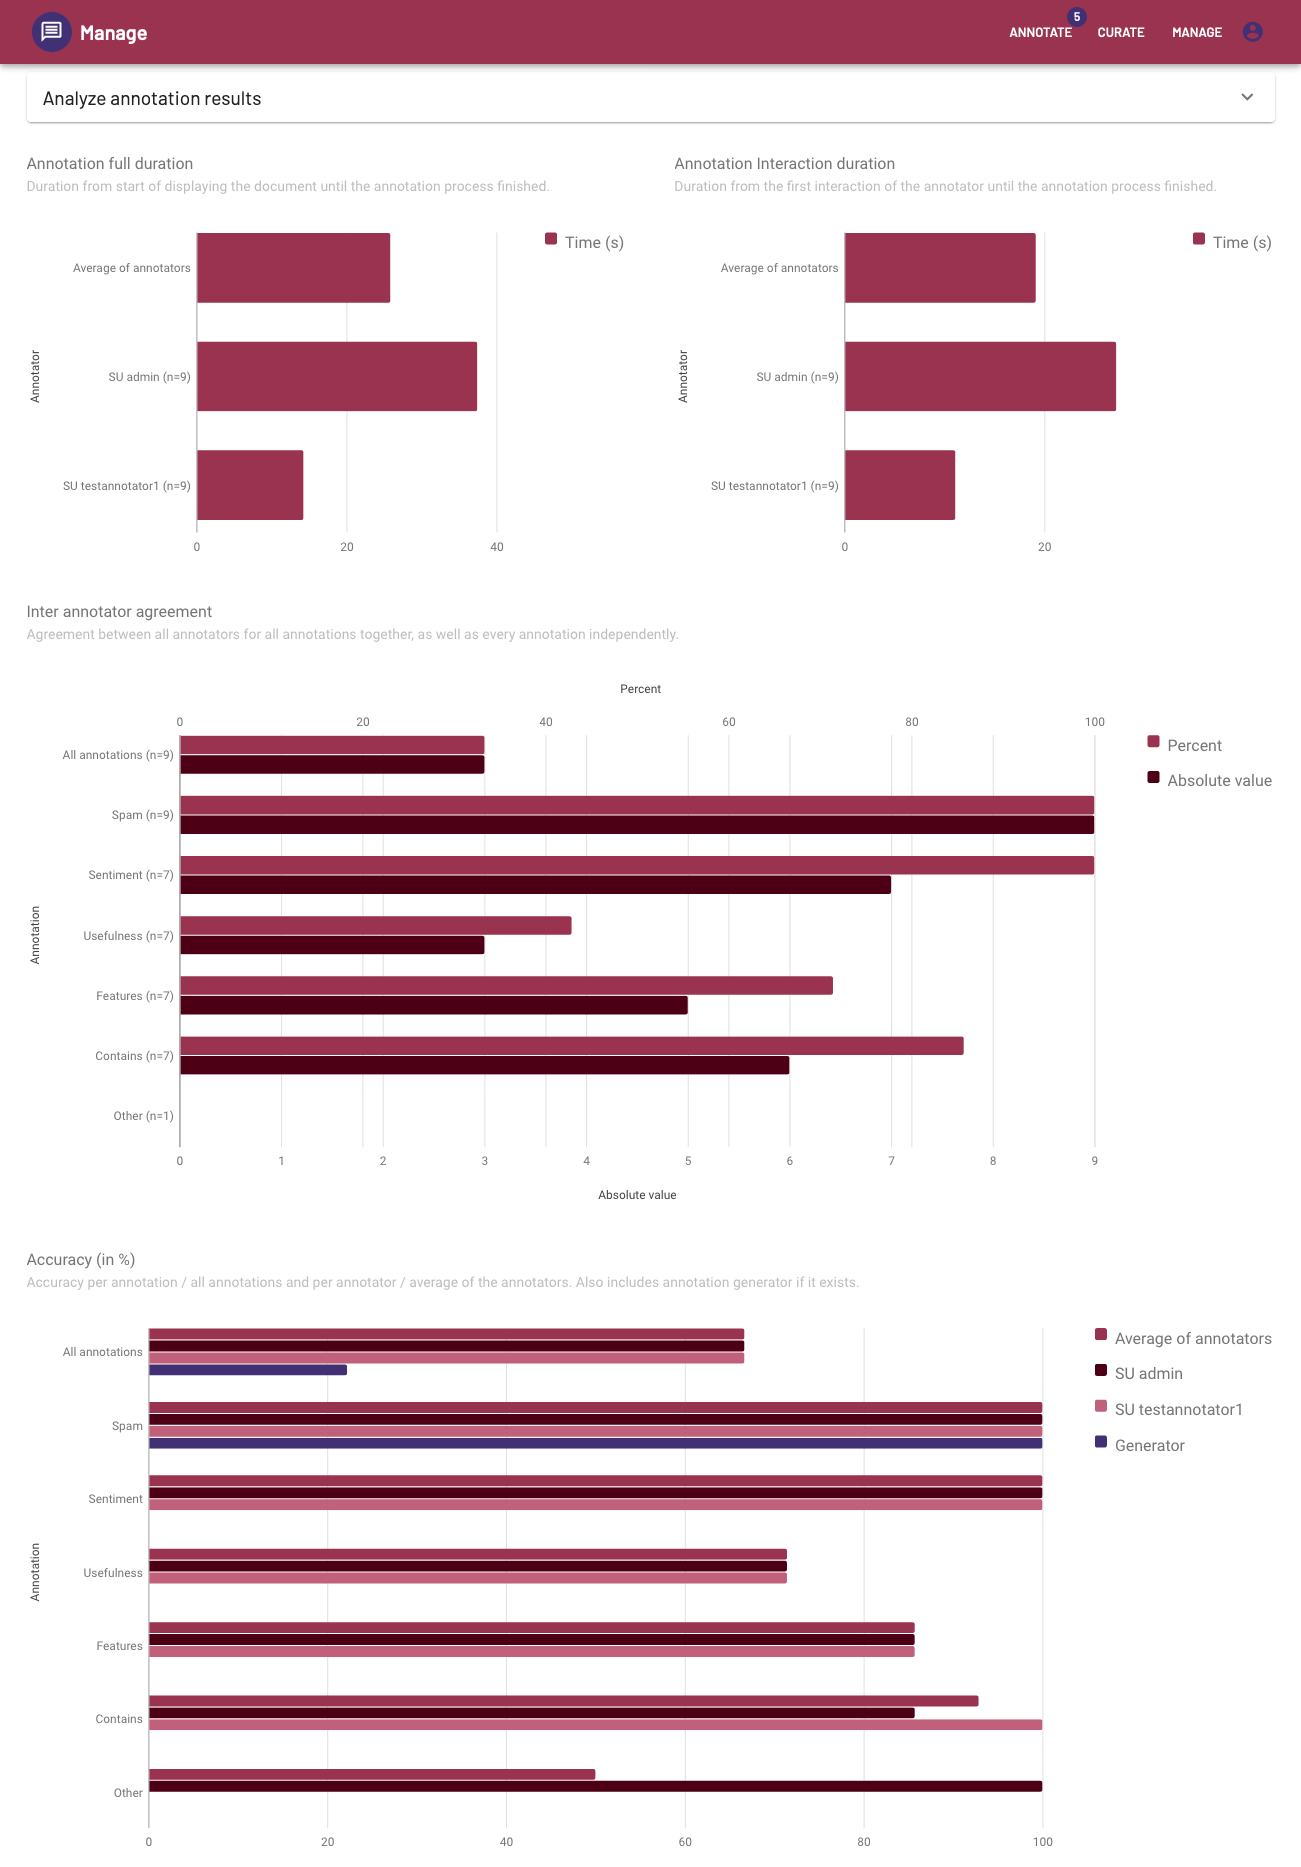 Manage
ANNOTATE 5 CURATE MANAGE
Analyze annotation results
Annotation full duration
Duration from start of displaying the document until the annotation process finished.
Time (s)
Average of annotators
SU admin (n=9)
SU testannotator1 (n=9)
Annotator
0 20 40
Annotation Interaction duration
Duration from the first interaction of the annotator until the annotation process finished.
Time (s)
Average of annotators
SU admin (n=9)
SU testannotator1 (n=9)
Annotator
0 20
Inter annotator agreement
Agreement between all annotators for all annotations together, as well as every annotation independently.
Percent
0 20 40 60 80 100
Percent
Absolute value
All annotations (n=9)
Spam (n=9)
Sentiment (n=7)
Usefulness (n=7)
Features (n=7)
Contains (n=7)
Other (n=1)
Annotation
0 1 2 3 4 5 6 7 8 9
Absolute value
Accuracy (in %)
Accuracy per annotation / all annotations and per annotator / average of the annotators. Also includes annotation generator if it exists.
Average of annotators
SU admin
SU testannotator1
Generator
All annotations
Spam
Sentiment
Usefulness
Features
Contains
Other
Annotation
0 20 40 60 80 100